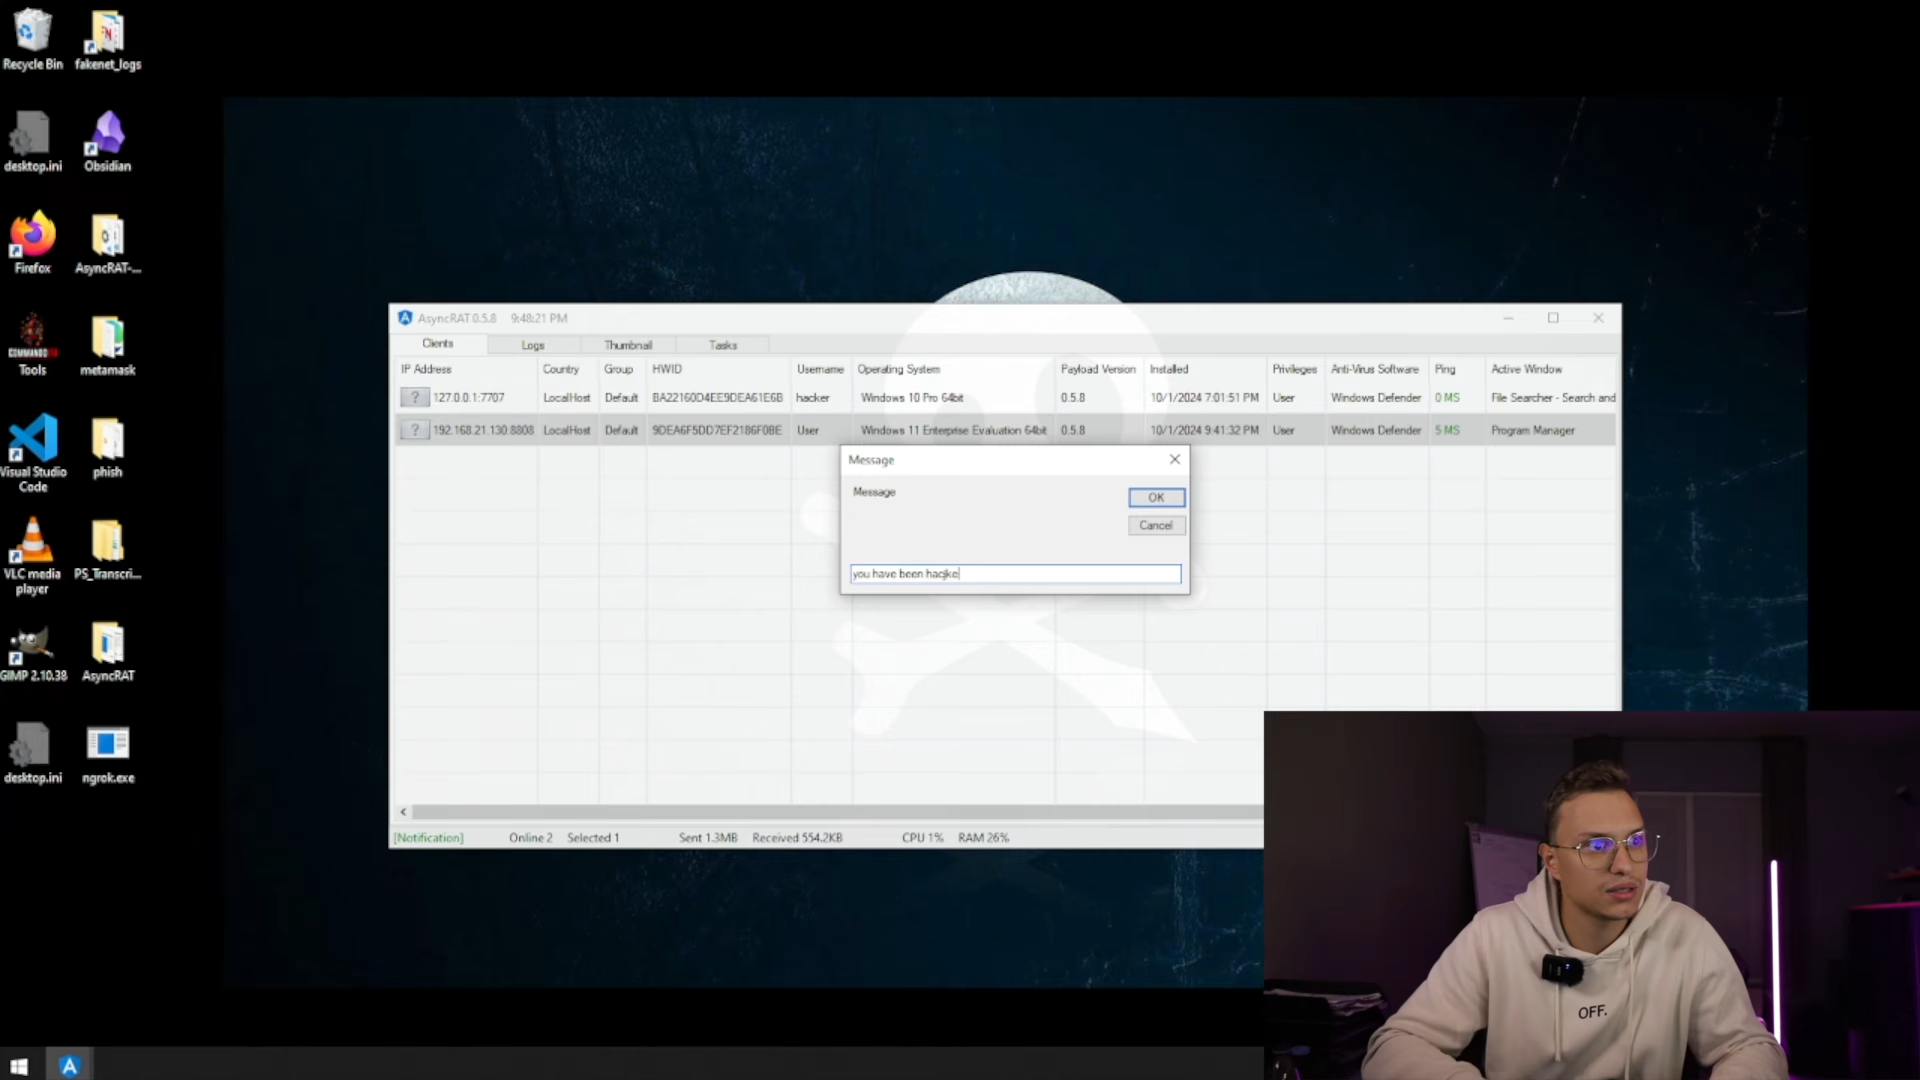 Recycle Bin
fakenet_logs
desktop.ini
Obsidian
Firefox
AsyncRAT-...
COMMANDO
Tools
metamask
Visual Studio
Code
phish
VLC media
player
PS_Transcri...
GIMP 2.10.38
AsyncRAT
desktop.ini
ngrok.exe
AsyncRAT 0.5.8 9:48:21 PM
Clients Logs Thumbnail Tasks
IP Address Country Group HWID Username Operating System Payload Version Installed Privileges Anti-Virus Software Ping Active Window
? 127.0.0.1:7707 LocalHost Default BA22160D4EE9DEA61E6B hacker Windows 10 Pro 64bit 0.5.8 10/1/2024 7:01:51 PM User Windows Defender 0 MS File Searcher - Search and
? 192.168.21.130:8808 LocalHost Default 9DEA6F5DD7EF2186F0BE User Windows 11 Enterprise Evaluation 64bit 0.5.8 10/1/2024 9:41:32 PM User Windows Defender 5 MS Program Manager
Message
Message
OK
Cancel
you have been hacjke
[Notification] Online 2 Selected 1 Sent 1.3MB Received 554.2KB CPU 1% RAM 26%
OFF.